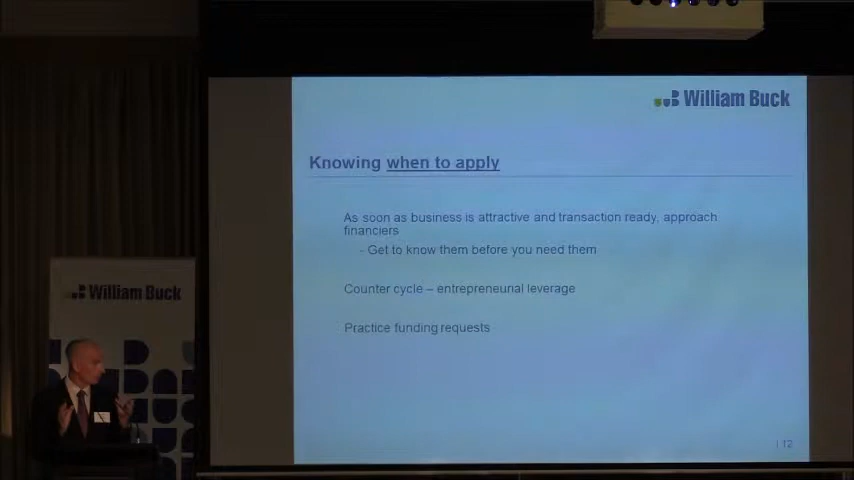 William Buck
Knowing when to apply
As soon as business is attractive and transaction ready, approach
financiers
- Get to know them before you need them
Counter cycle – entrepreneurial leverage
Practice funding requests
| 12
William Buck